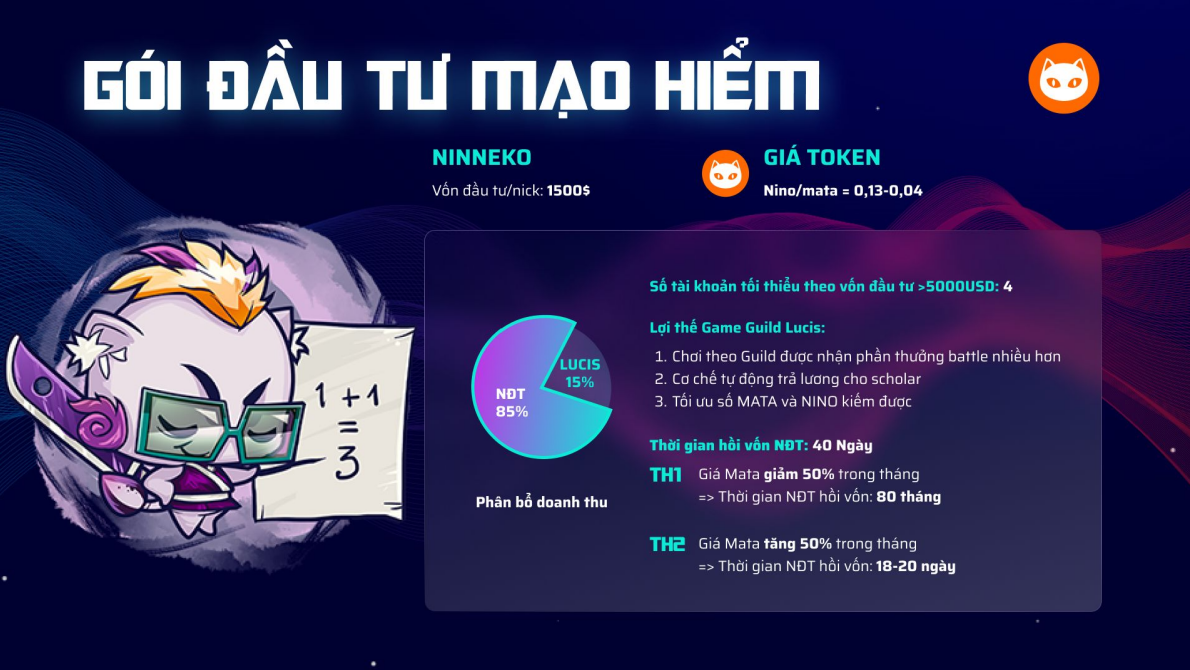 GÓI ĐẦU TƯ MẠO HIỂM
NINNEKO
Vốn đầu tư/nick: 1500$
GIÁ TOKEN
Nino/mata = 0,13-0,04
1 + 1
=
3
LUCIS
15%
NĐT
85%
Phân bổ doanh thu
Số tài khoản tối thiểu theo vốn đầu tư >5000USD: 4
Lợi thế Game Guild Lucis:
1. Chơi theo Guild được nhận phần thưởng battle nhiều hơn
2. Cơ chế tự động trả lương cho scholar
3. Tối ưu số MATA và NINO kiếm được
Thời gian hồi vốn NĐT: 40 Ngày
TH1 Giá Mata giảm 50% trong tháng
=> Thời gian NĐT hồi vốn: 80 tháng
TH2 Giá Mata tăng 50% trong tháng
=> Thời gian NĐT hồi vốn: 18-20 ngày